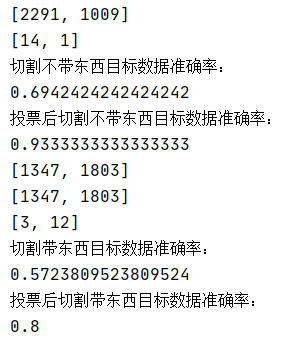 [2291, 1009]
[14, 1]
切割不带东西目标数据准确率：
0.6942424242424242
投票后切割不带东西目标数据准确率：
0.9333333333333333
[1347, 1803]
[1347, 1803]
[3, 12]
切割带东西目标数据准确率：
0.5723809523809524
投票后切割带东西目标数据准确率：
0.8